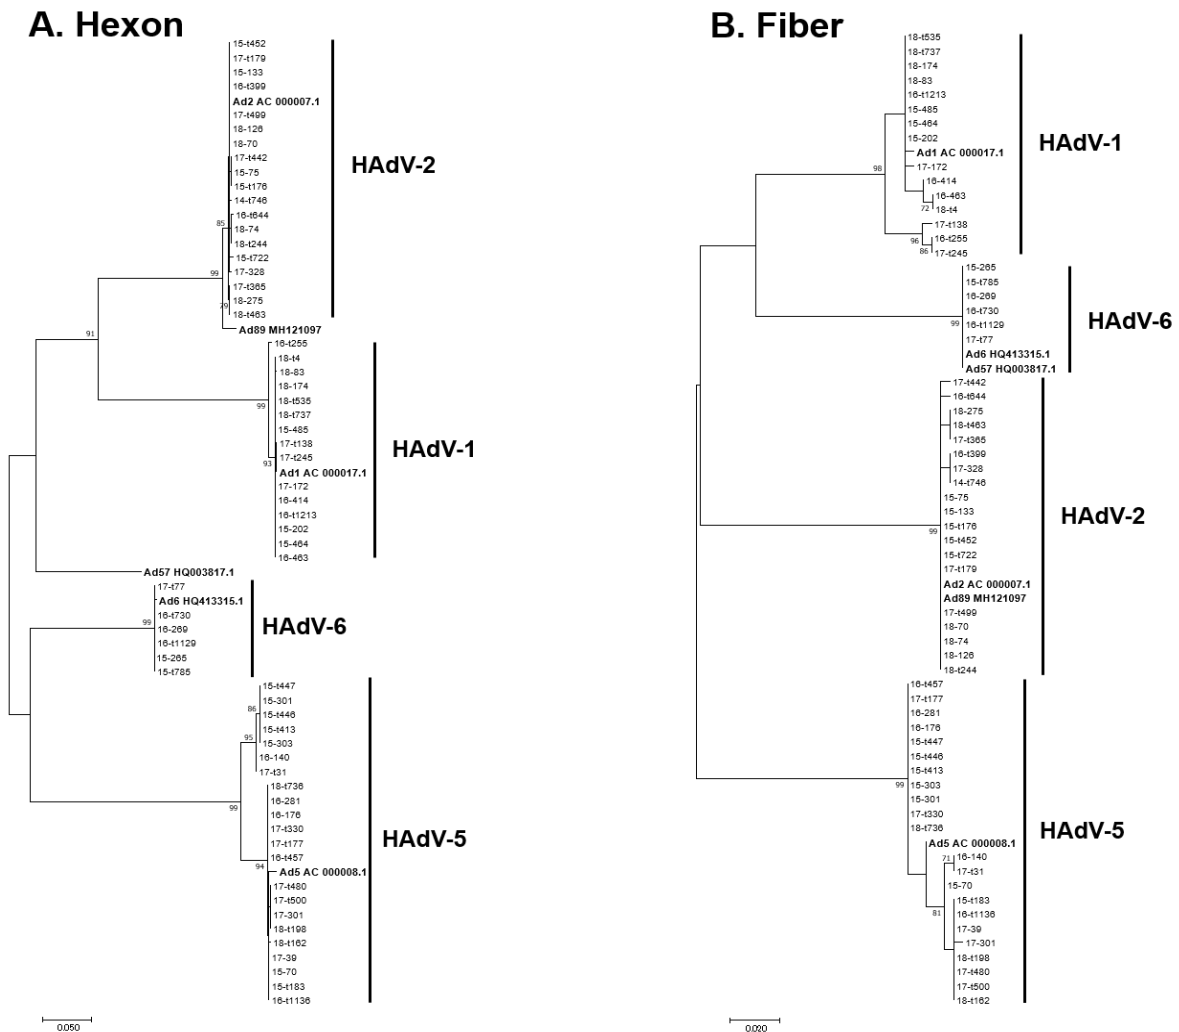 A. Hexon
15-t452
17-t179
15-133
16-t399
Ad2 AC 000007.1
17-t499
18-126
18-70
17-t442
15-75
15-t176
14-t746
16-t644
85
18-74
18-t244
15-t722
17-328
99
17-t365
18-275
79
18-t463
Ad89 MH121097
HAdV-2
91
16-t255
18-t4
18-83
18-174
18-t535
99
18-t737
15-485
17-t138
17-t245
93
Ad1 AC 000017.1
17-172
16-414
16-t1213
15-202
15-464
16-463
HAdV-1
Ad57 HQ003817.1
17-t77
Ad6 HQ413315.1
16-t730
99
16-269
16-t1129
15-265
15-t785
HAdV-6
15-t447
15-301
86
15-t446
15-t413
95
15-303
16-140
17-t31
18-t736
16-281
99
16-176
17-t330
17-t177
16-t457
94
Ad5 AC 000008.1
17-t480
17-t500
17-301
18-t198
18-t162
17-39
15-70
15-t183
16-t1136
HAdV-5
0.050
B. Fiber
18-t535
18-t737
18-174
18-83
16-t1213
15-485
15-464
15-202
Ad1 AC 000017.1
98
17-172
16-414
16-463
72
18-t4
17-t138
96
16-t255
86
17-t245
HAdV-1
15-265
15-t785
16-269
16-t730
99
16-t1129
17-t77
Ad6 HQ413315.1
Ad57 HQ003817.1
HAdV-6
17-t442
16-t644
18-275
18-t463
17-t365
16-t399
17-328
14-t746
15-75
15-133
15-t176
99
15-t452
15-t722
17-t179
Ad2 AC 000007.1
Ad89 MH121097
17-t499
18-70
18-74
18-126
18-t244
HAdV-2
16-t457
17-t177
16-281
16-176
15-t447
15-t446
15-t413
99
15-303
15-301
17-t330
18-t736
Ad5 AC 000008.1
71
16-140
17-t31
15-70
15-t183
81
16-t1136
17-39
17-301
18-t198
17-t480
17-t500
18-t162
HAdV-5
0.020